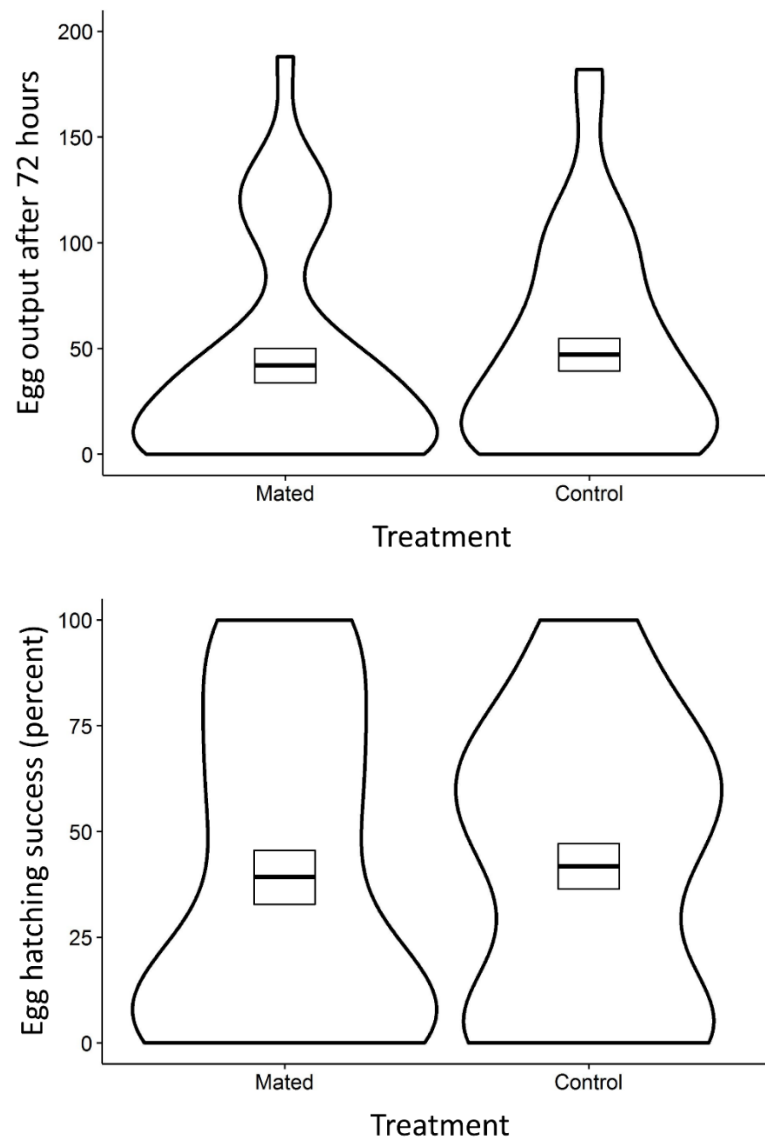 Egg output after 72 hours
200
150
100
50
0
Mated Control
Treatment
Egg hatching success (percent)
100
75
50
25
0
Mated Control
Treatment